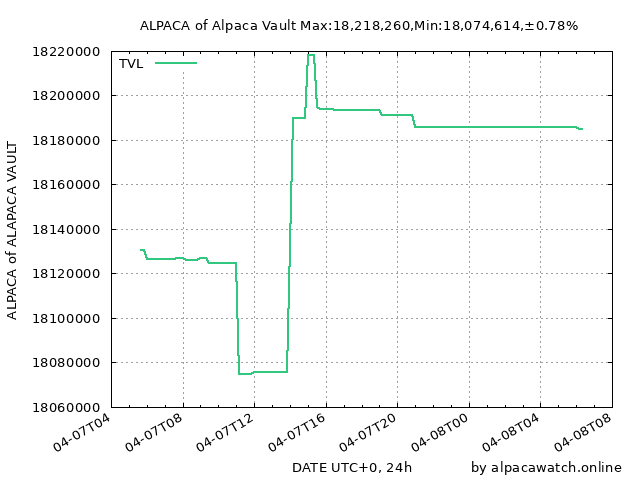 ALPACA of Alpaca Vault Max:18,218,260,Min:18,074,614,±0.78%
TVL
18220000
18200000
18180000
18160000
18140000
18120000
18100000
18080000
18060000
ALPACA of ALAPACA VAULT
04-07T04
04-07T08
04-07T12
04-07T16
04-07T20
04-08T00
04-08T04
04-08T08
DATE UTC+0, 24h
by alpacawatch.online